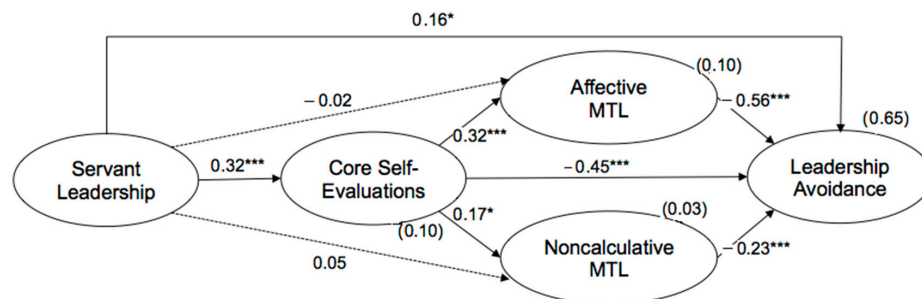 0.16*
(0.10)
Affective
MTL
− 0.02
− 0.56***
(0.65)
0.32***
Servant
Leadership
0.32***
Core Self-
Evaluations
−0.45***
Leadership
Avoidance
0.17*
(0.10)
(0.03)
Noncalculative
MTL
− 0.23***
0.05